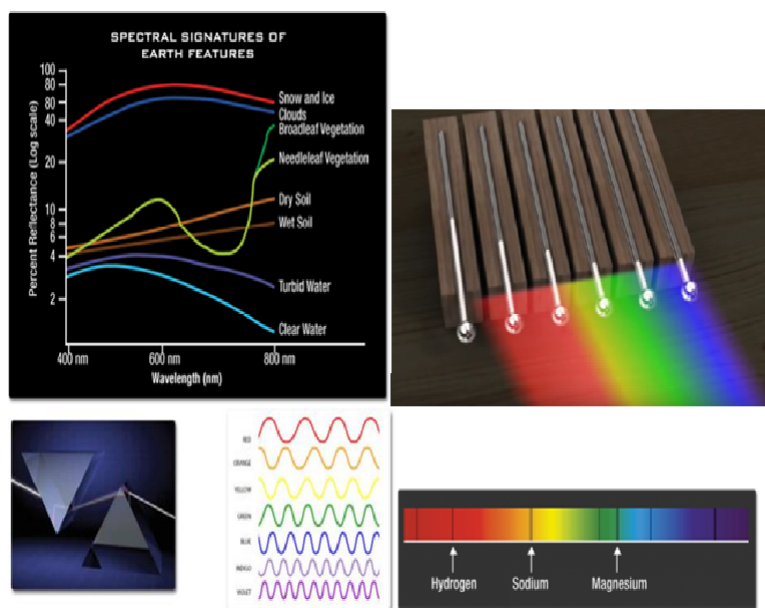 SPECTRAL SIGNATURES OF
EARTH FEATURES
Percent Reflectance (Log scale)
100
80
80
40
20
10
8
6
4
2
Snow and Ice
Clouds
Broadleaf Vegetation
Needleleaf Vegetation
Dry Soil
Wet Soil
Turbid Water
Clear Water
400 nm 600 nm 800 nm
Wavelength (nm)
RED
ORANGE
YELLOW
GREEN
BLUE
INDIGO
VIOLET
Hydrogen Sodium Magnesium